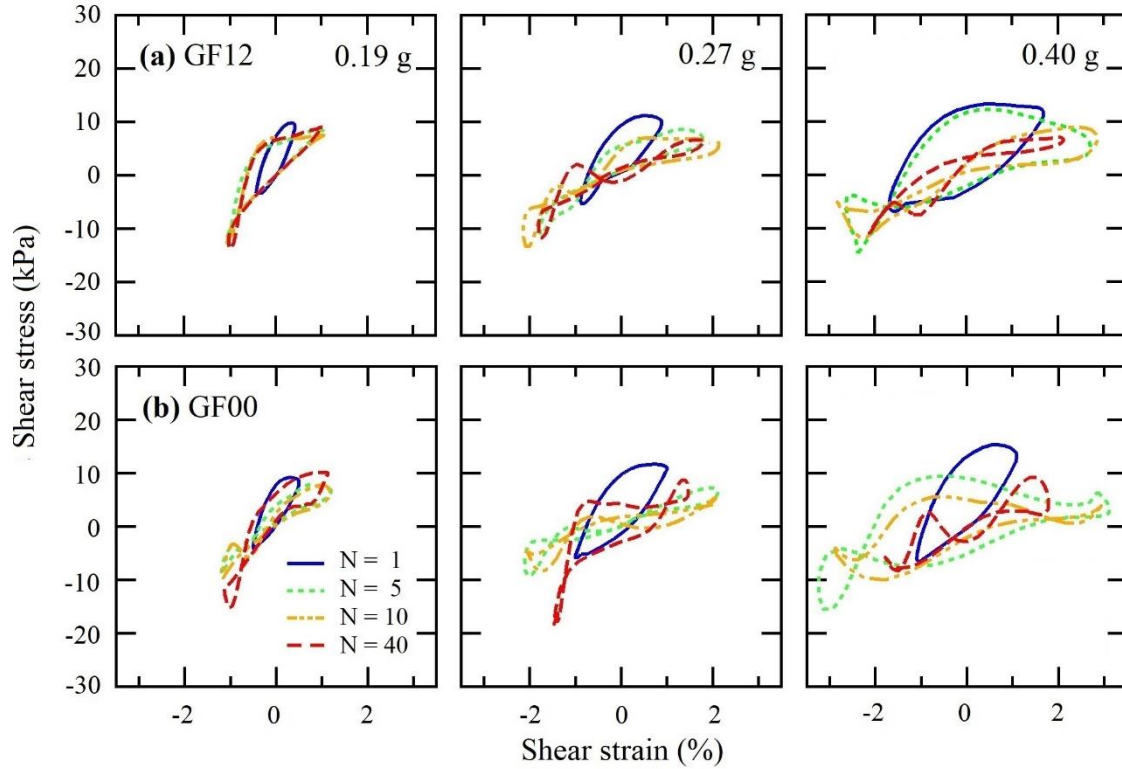 (a) GF12 0.19 g
0.27 g
0.40 g
30
20
10
0
-10
-20
-30
Shear stress (kPa)
(b) GF00
30
20
10
0
-10
-20
-30
N = 1
N = 5
N = 10
N = 40
-2 0 2
-2 0 2
-2 0 2
Shear strain (%)